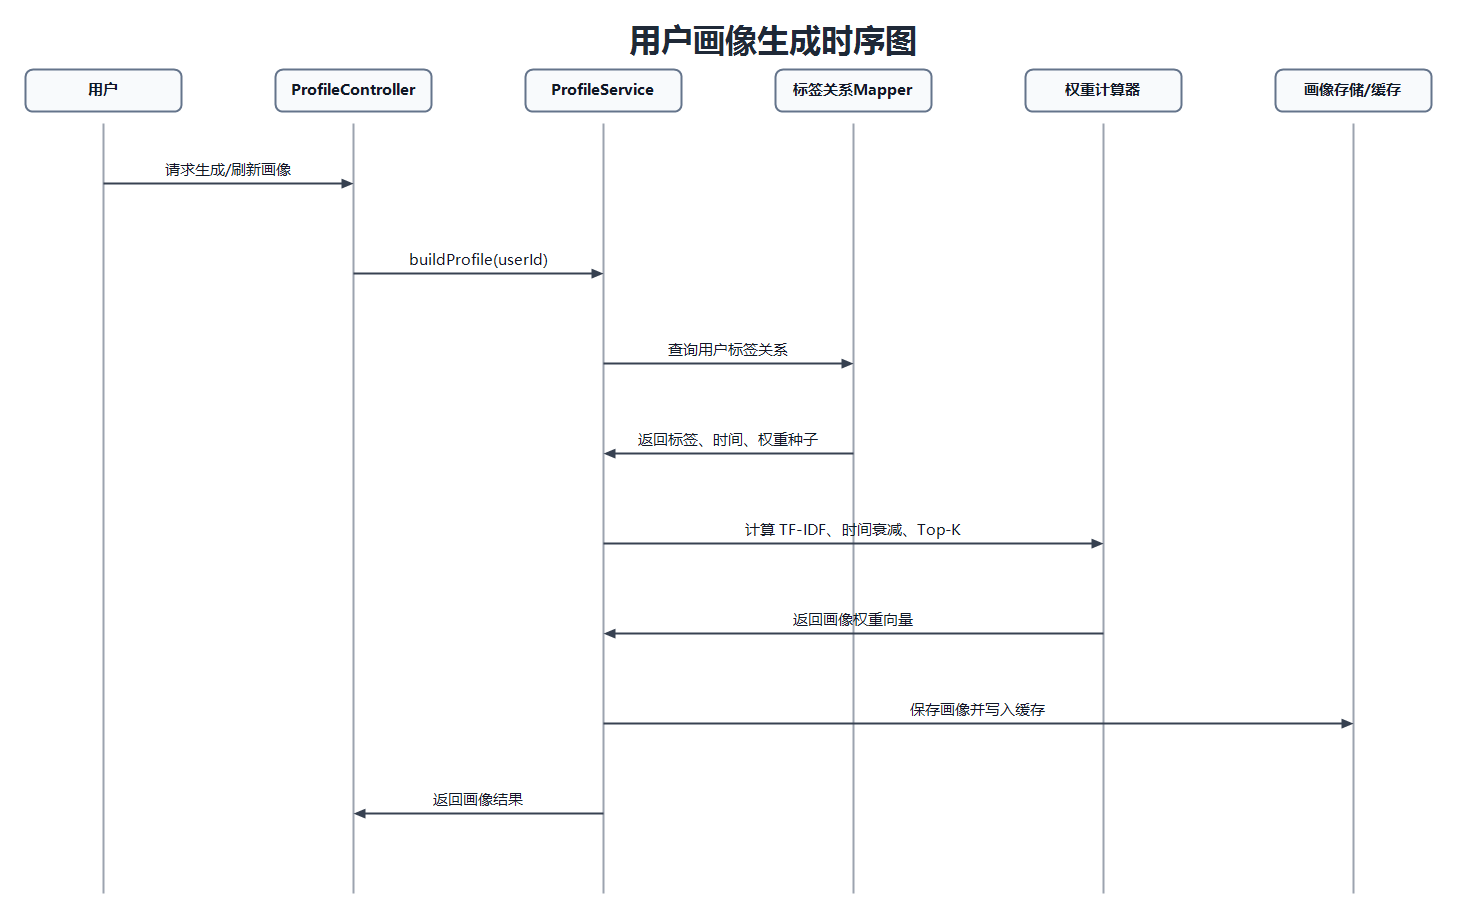 用户画像生成时序图
用户
ProfileController
ProfileService
标签关系Mapper
权重计算器
画像存储/缓存
请求生成/刷新画像
buildProfile(userId)
查询用户标签关系
返回标签、时间、权重种子
计算 TF-IDF、时间衰减、Top-K
返回画像权重向量
保存画像并写入缓存
返回画像结果